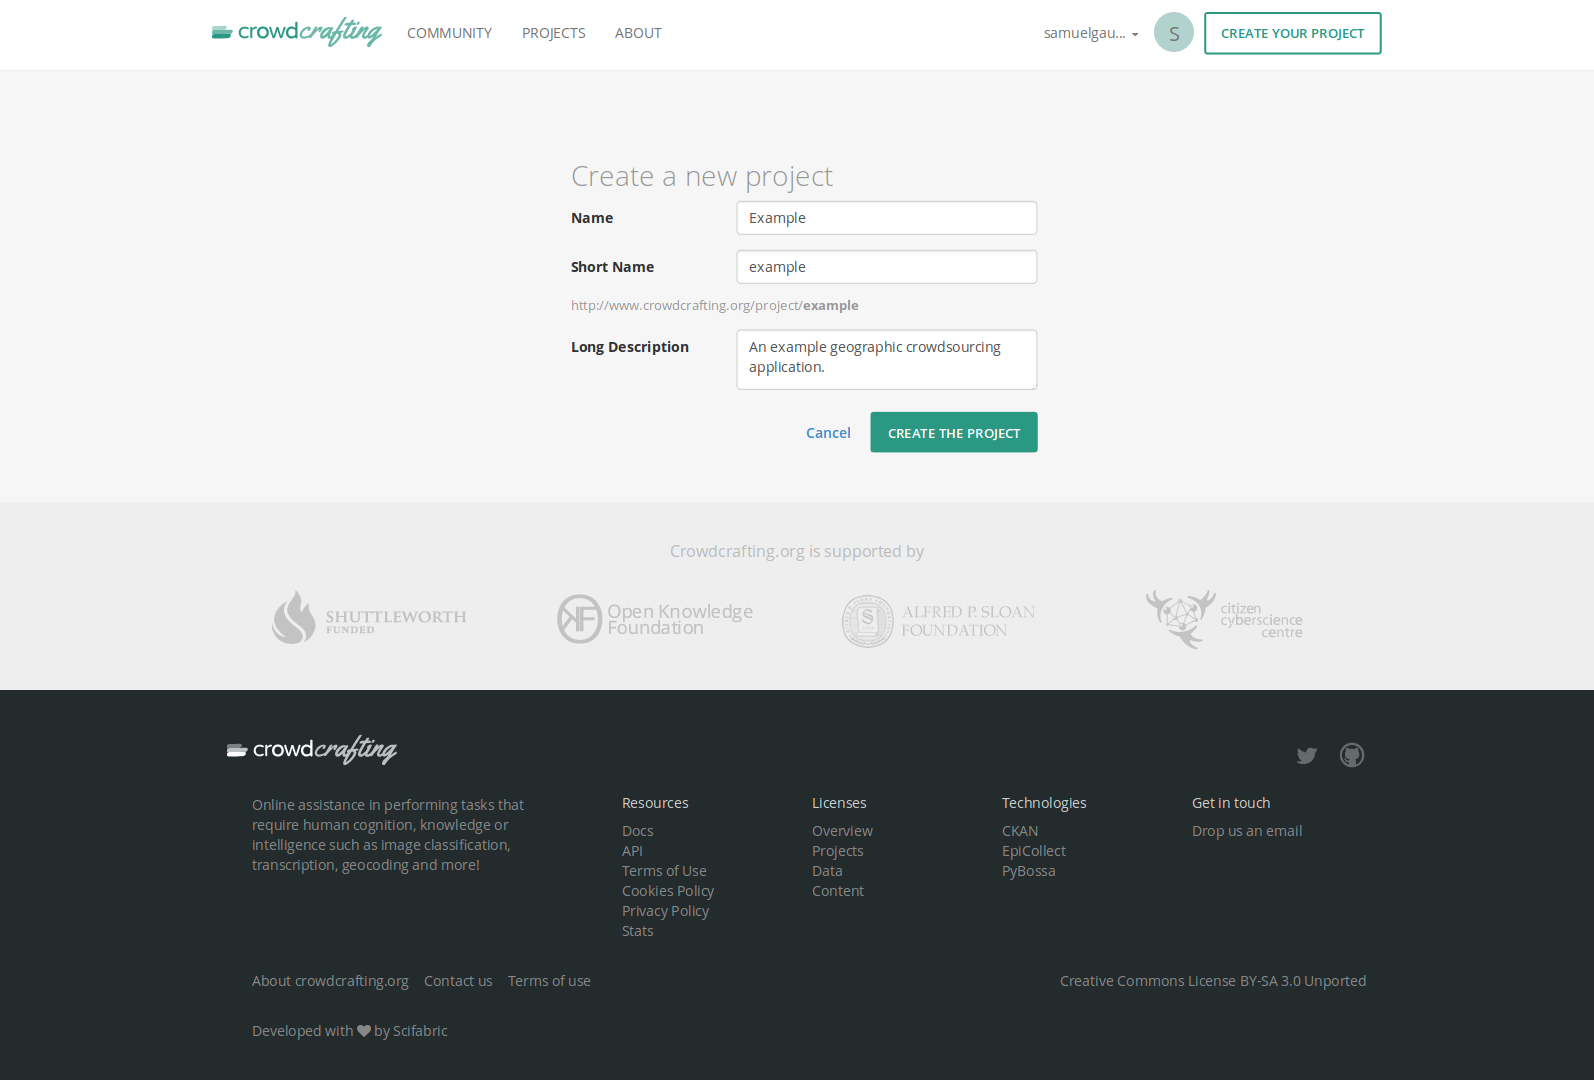 crowdcrafting COMMUNITY PROJECTS ABOUT samuelgau... S CREATE YOUR PROJECT
Create a new project
Name Example
Short Name example
http://www.crowdcrafting.org/project/example
Long Description An example geographic crowdsourcing
application.
Cancel CREATE THE PROJECT
Crowdcrafting.org is supported by
SHUTTLEWORTH
FUNDED
Open Knowledge
Foundation
ALFRED P. SLOAN
FOUNDATION
citizen
cyberscience
centre
crowdcrafting
Online assistance in performing tasks that
require human cognition, knowledge or
intelligence such as image classification,
transcription, geocoding and more!
Resources
Docs
API
Terms of Use
Cookies Policy
Privacy Policy
Stats
Licenses
Overview
Projects
Data
Content
Technologies
CKAN
EpiCollect
PyBossa
Get in touch
Drop us an email
About crowdcrafting.org Contact us Terms of use Creative Commons License BY-SA 3.0 Unported
Developed with by Scifabric